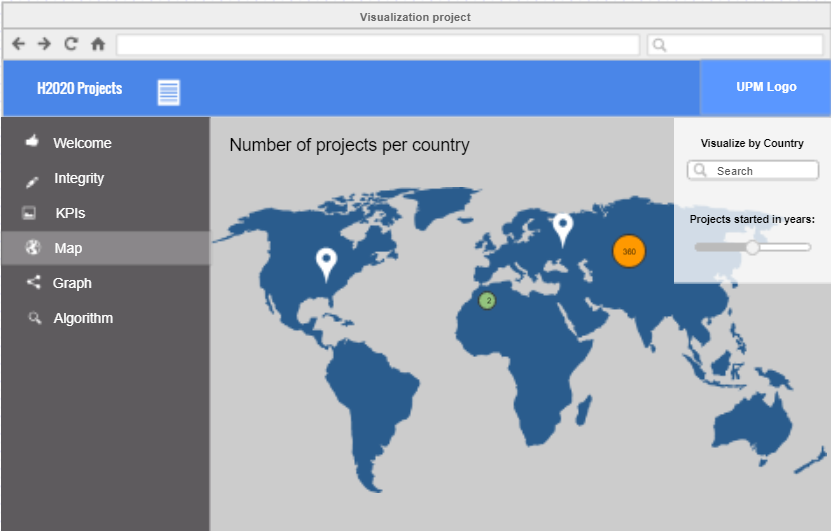 Visualization project
H2020 Projects
UPM Logo
Welcome
Integrity
KPIs
Map
Graph
Algorithm
Number of projects per country
Visualize by Country
Search
Projects started in years:
360
2